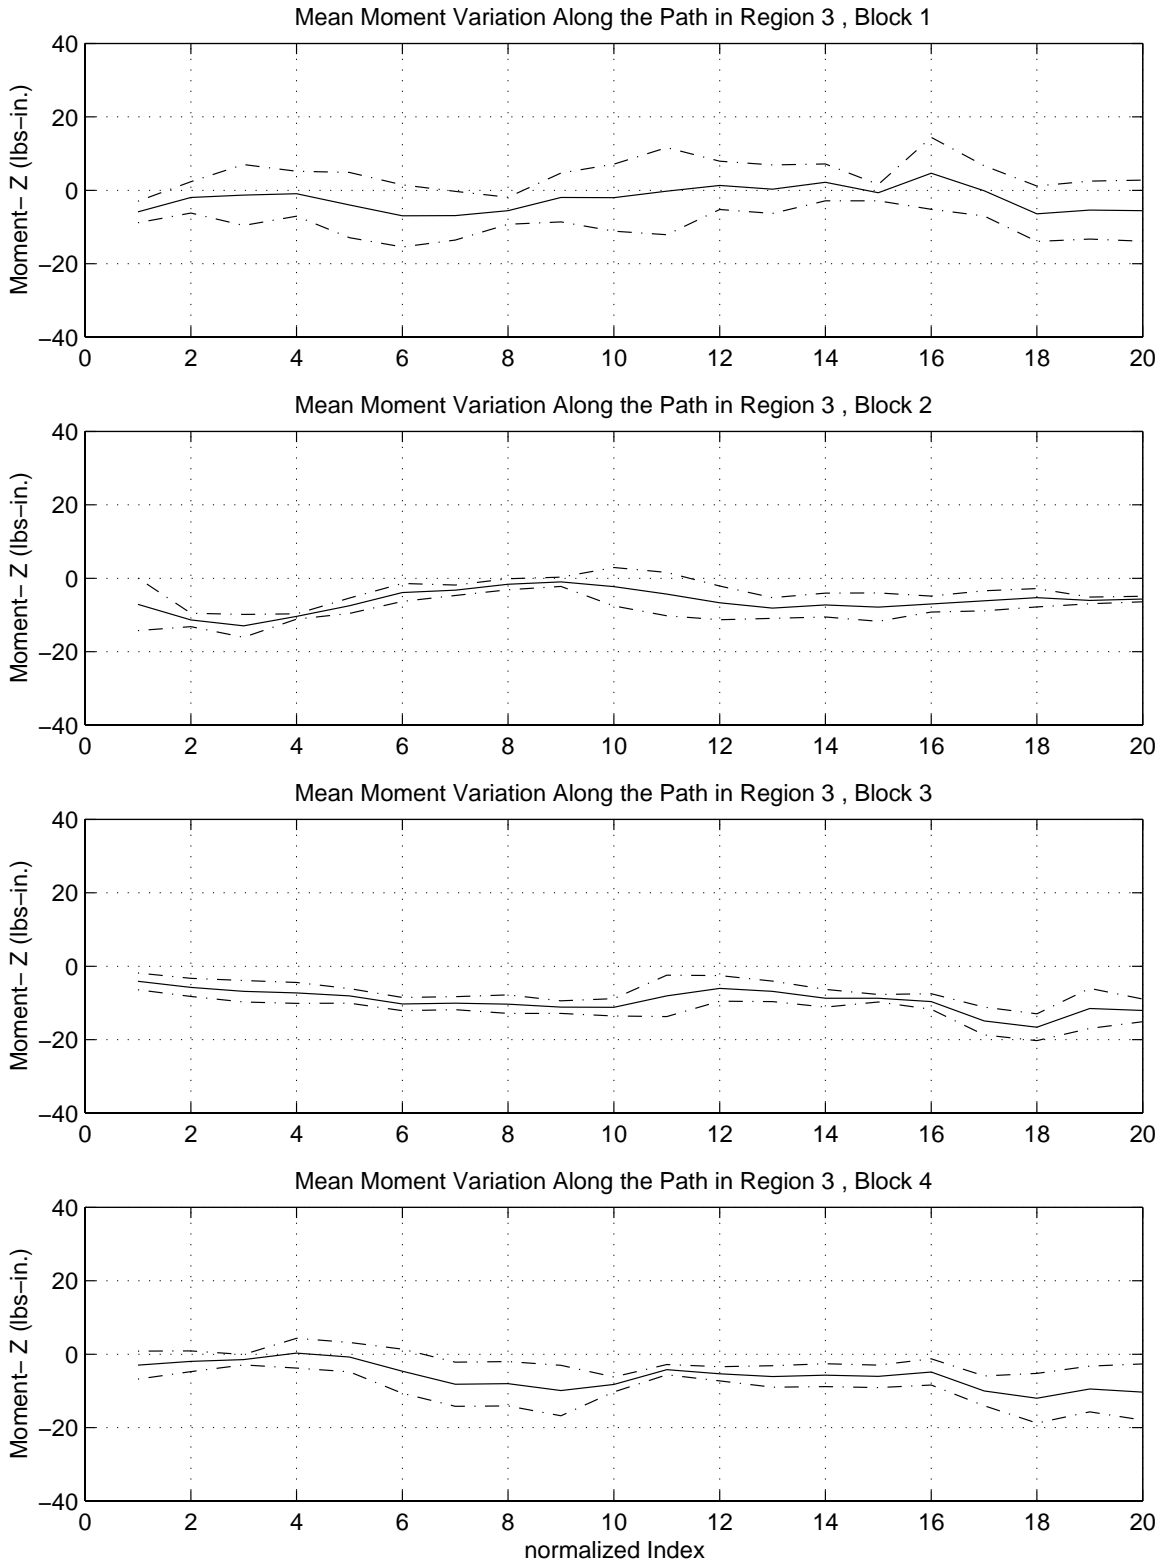 Mean Moment Variation Along the Path in Region 3 , Block 1
40
20
0
−20
−40
Moment− Z (lbs−in.)
0 2 4 6 8 10 12 14 16 18 20
Mean Moment Variation Along the Path in Region 3 , Block 2
40
20
0
−20
−40
Moment− Z (lbs−in.)
0 2 4 6 8 10 12 14 16 18 20
Mean Moment Variation Along the Path in Region 3 , Block 3
40
20
0
−20
−40
Moment− Z (lbs−in.)
0 2 4 6 8 10 12 14 16 18 20
Mean Moment Variation Along the Path in Region 3 , Block 4
40
20
0
−20
−40
Moment− Z (lbs−in.)
0 2 4 6 8 10 12 14 16 18 20
normalized Index